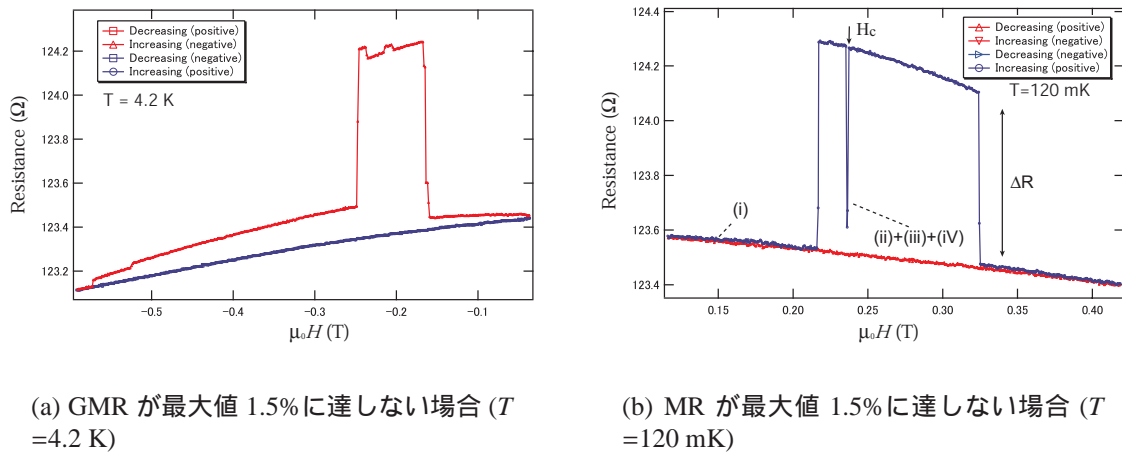 Decreasing (positive)
Increasing (negative)
Decreasing (negative)
Increasing (positive)
T = 4.2 K
124.2
124.0
123.8
123.6
123.4
123.2
Resistance (Ω)
-0.5
-0.4
-0.3
-0.2
-0.1
μ₀H (T)
(a) GMR が最大値 1.5%に達しない場合 (T
=4.2 K)
Hc
Decreasing (positive)
Increasing (negative)
Decreasing (negative)
Increasing (positive)
T=120 mK
124.4
124.2
124.0
123.8
123.6
123.4
Resistance (Ω)
ΔR
(i)
(ii)+(iii)+(iV)
0.15
0.20
0.25
0.30
0.35
0.40
μ₀H (T)
(b) MR が最大値 1.5%に達しない場合 (T
=120 mK)